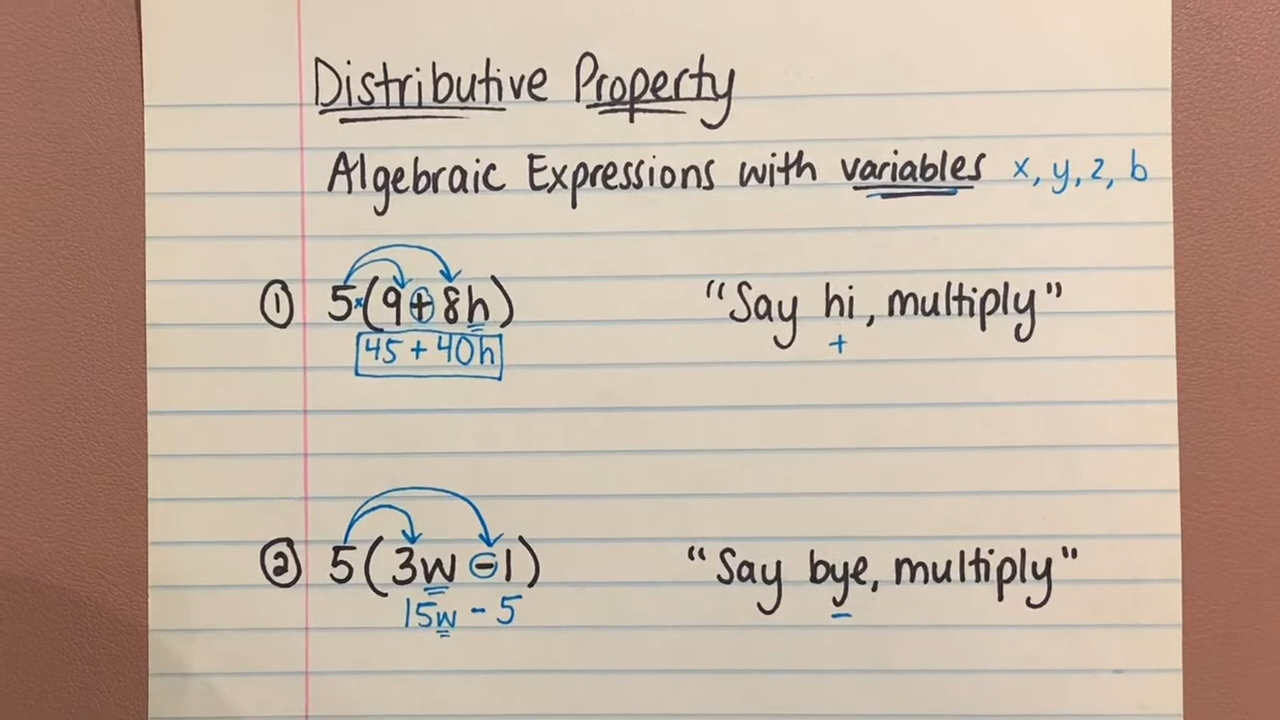 Distributive Property
Algebraic Expressions with variables x, y, z, b
① 5×(9+8h) "Say hi, multiply"
+
45 + 40h
② 5(3w-1) "Say bye, multiply"
15w - 5 -